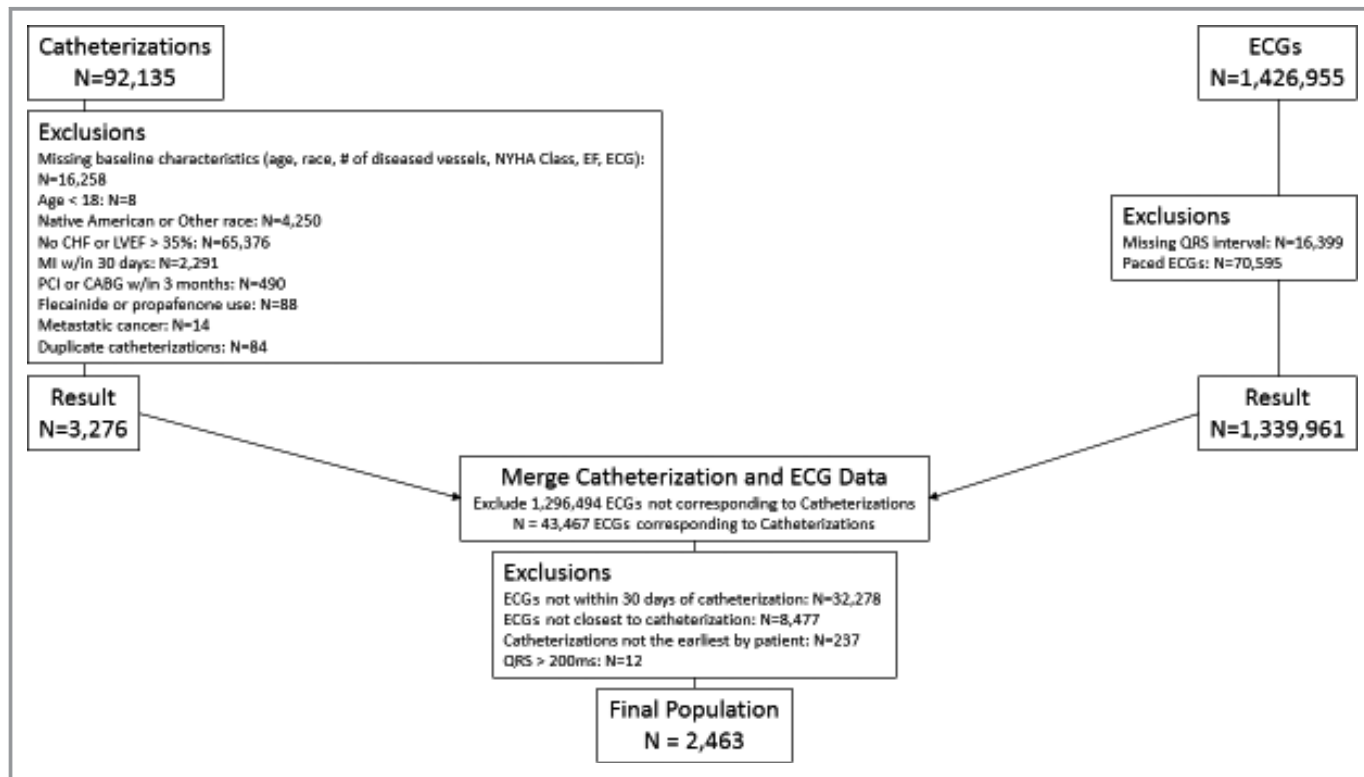 Catheterizations
N=92,135
Exclusions
Missing baseline characteristics (age, race, # of diseased vessels, NYHA Class, EF, ECG):
N=16,258
Age < 18: N=8
Native American or Other race: N=4,250
No CHF or LVEF > 35%: N=65,376
MI w/in 30 days: N=2,291
PCI or CABG w/in 3 months: N=490
Flecainide or propafenone use: N=88
Metastatic cancer: N=14
Duplicate catheterizations: N=84
Result
N=3,276
ECGs
N=1,426,955
Exclusions
Missing QRS interval: N=16,399
Paced ECGs: N=70,595
Result
N=1,339,961
Merge Catheterization and ECG Data
Exclude 1,296,494 ECGs not corresponding to Catheterizations
N = 43,467 ECGs corresponding to Catheterizations
Exclusions
ECGs not within 30 days of catheterization: N=32,278
ECGs not closest to catheterization: N=8,477
Catheterizations not the earliest by patient: N=237
QRS > 200ms: N=12
Final Population
N = 2,463